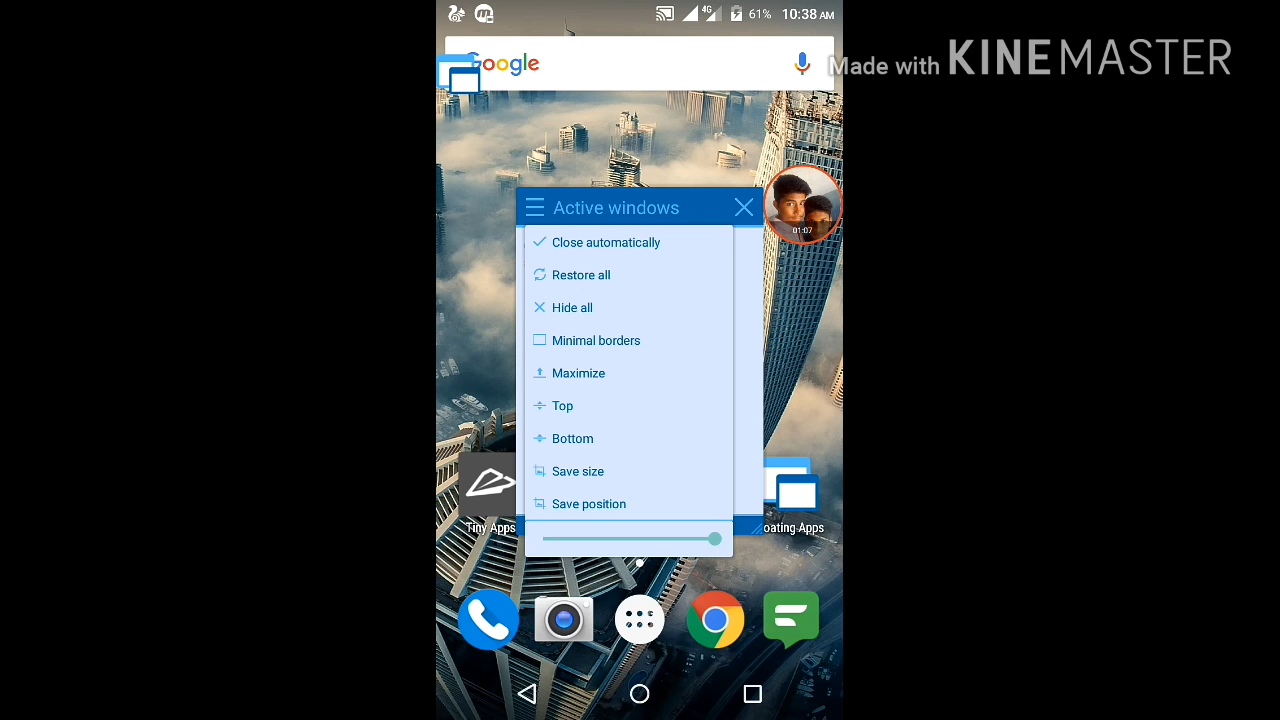 4G 61% 10:38 AM
Google
Made with KINEMASTER
Active windows
01:07
Close automatically
Restore all
Hide all
Minimal borders
Maximize
Top
Bottom
Save size
Save position
Tiny Apps
oating Apps